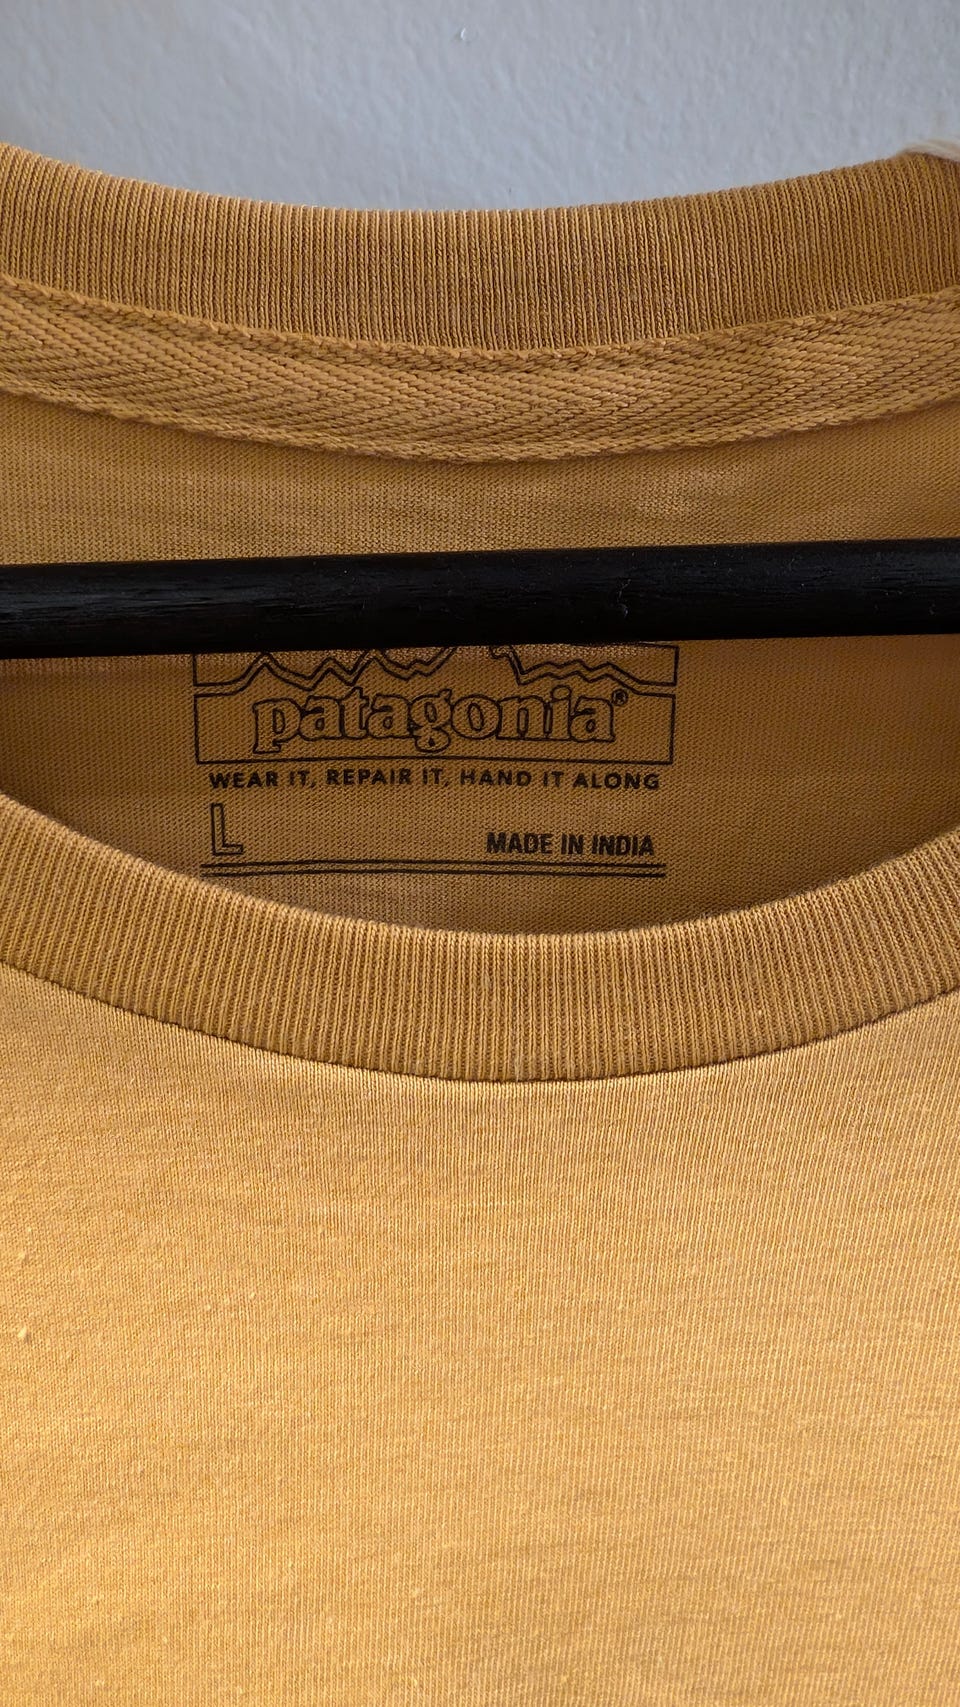 patagonia®
WEAR IT, REPAIR IT, HAND IT ALONG
L
MADE IN INDIA